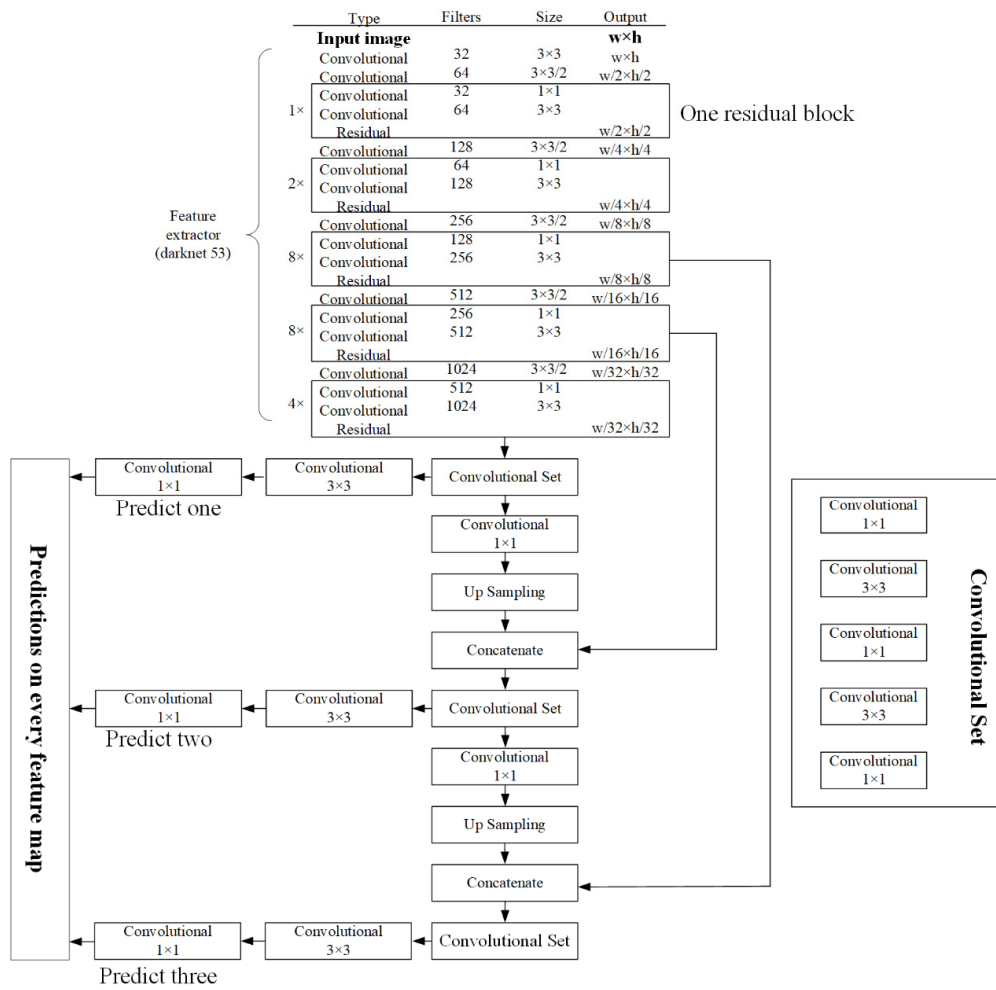 Type Filters Size Output
Input image w×h
Convolutional 32 3×3 w×h
Convolutional 64 3×3/2 w/2×h/2
Convolutional 32 1×1
1× Convolutional 64 3×3 One residual block
Residual w/2×h/2
Convolutional 128 3×3/2 w/4×h/4
Convolutional 64 1×1
2× Convolutional 128 3×3
Residual w/4×h/4
Feature
extractor
(darknet 53)
Convolutional 256 3×3/2 w/8×h/8
Convolutional 128 1×1
8× Convolutional 256 3×3
Residual w/8×h/8
Convolutional 512 3×3/2 w/16×h/16
Convolutional 256 1×1
8× Convolutional 512 3×3
Residual w/16×h/16
Convolutional 1024 3×3/2 w/32×h/32
Convolutional 512 1×1
4× Convolutional 1024 3×3
Residual w/32×h/32
Convolutional
1×1
Convolutional
3×3
Convolutional Set
Predict one
Convolutional
1×1
Up Sampling
Concatenate
Convolutional
1×1
Convolutional
3×3
Convolutional Set
Predict two
Convolutional
1×1
Up Sampling
Concatenate
Convolutional
1×1
Convolutional
3×3
Convolutional Set
Predict three
Predictions on every feature map
Convolutional
1×1
Convolutional
3×3
Convolutional
1×1
Convolutional
3×3
Convolutional
1×1
Convolutional Set